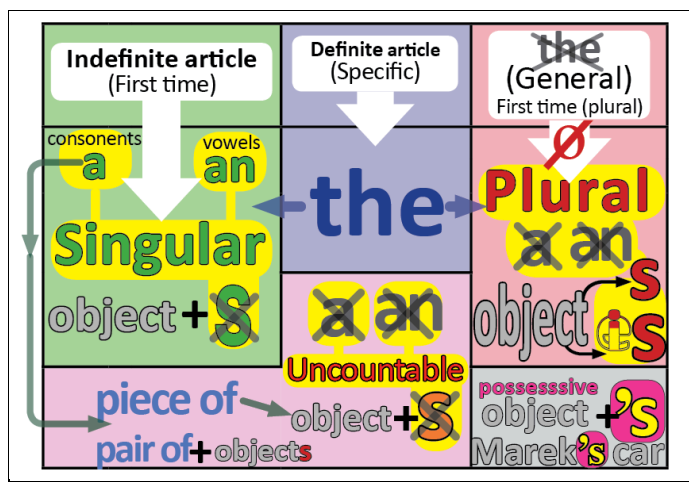 Indefinite article
(First time)
Definite article
(Specific)
the
(General)
First time (plural)
Ø
consonents
vowels
a
an
Singular
object + S
the
Plural
a an
object s
i e s
a an
Uncountable
object + S
piece of
pair of + objects
possesssive
object + 's
Marek's car